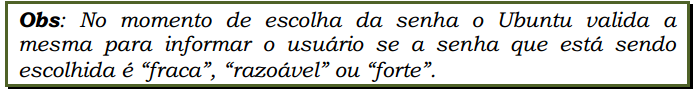 Obs: No momento de escolha da senha o Ubuntu valida a
mesma para informar o usuário se a senha que está sendo
escolhida é “fraca”, “razoável” ou “forte”.